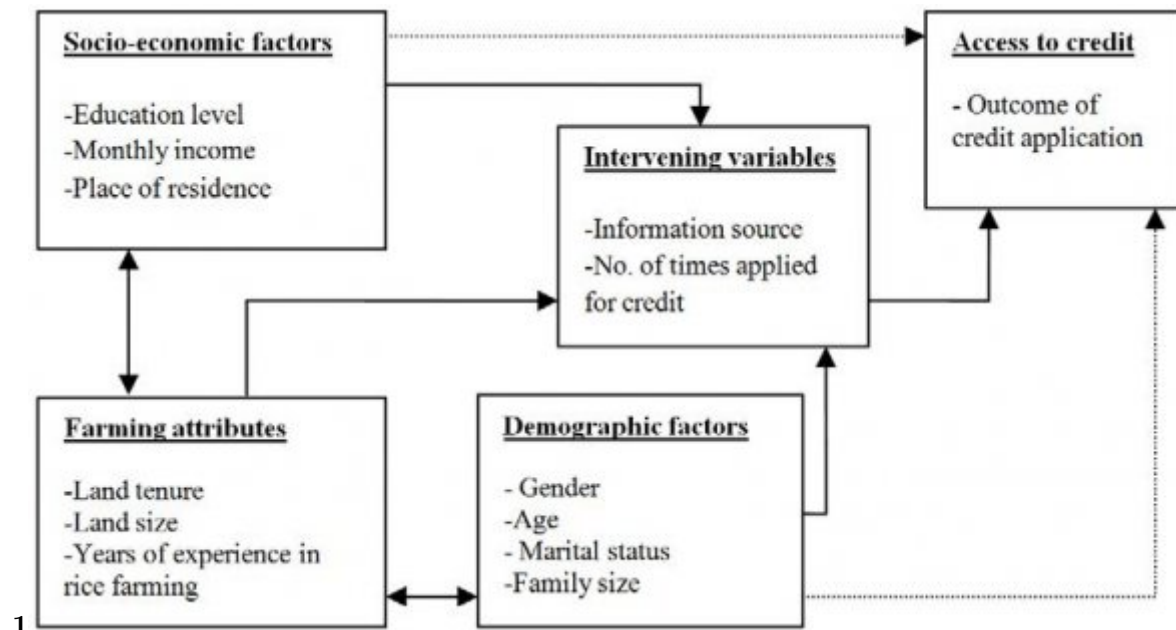 Socio-economic factors
-Education level
-Monthly income
-Place of residence
Access to credit
- Outcome of
credit application
Intervening variables
-Information source
-No. of times applied
for credit
Farming attributes
-Land tenure
-Land size
-Years of experience in
rice farming
Demographic factors
- Gender
-Age
- Marital status
-Family size
1